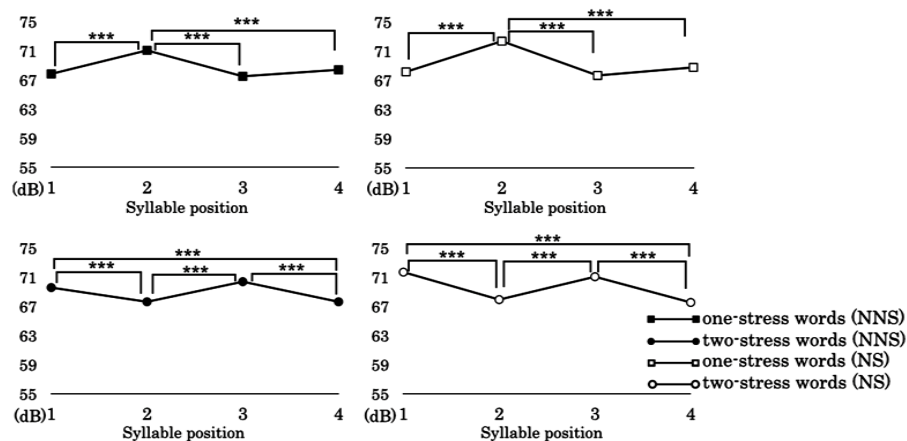 75
71
67
63
59
55
*** *** ***
(dB) 1 2 3 4
Syllable position
75
71
67
63
59
55
*** *** ***
(dB) 1 2 3 4
Syllable position
75
71
67
63
59
55
***
*** *** ***
(dB) 1 2 3 4
Syllable position
75
71
67
63
59
55
***
*** *** ***
(dB) 1 2 3 4
Syllable position
one-stress words (NNS)
two-stress words (NNS)
one-stress words (NS)
two-stress words (NS)